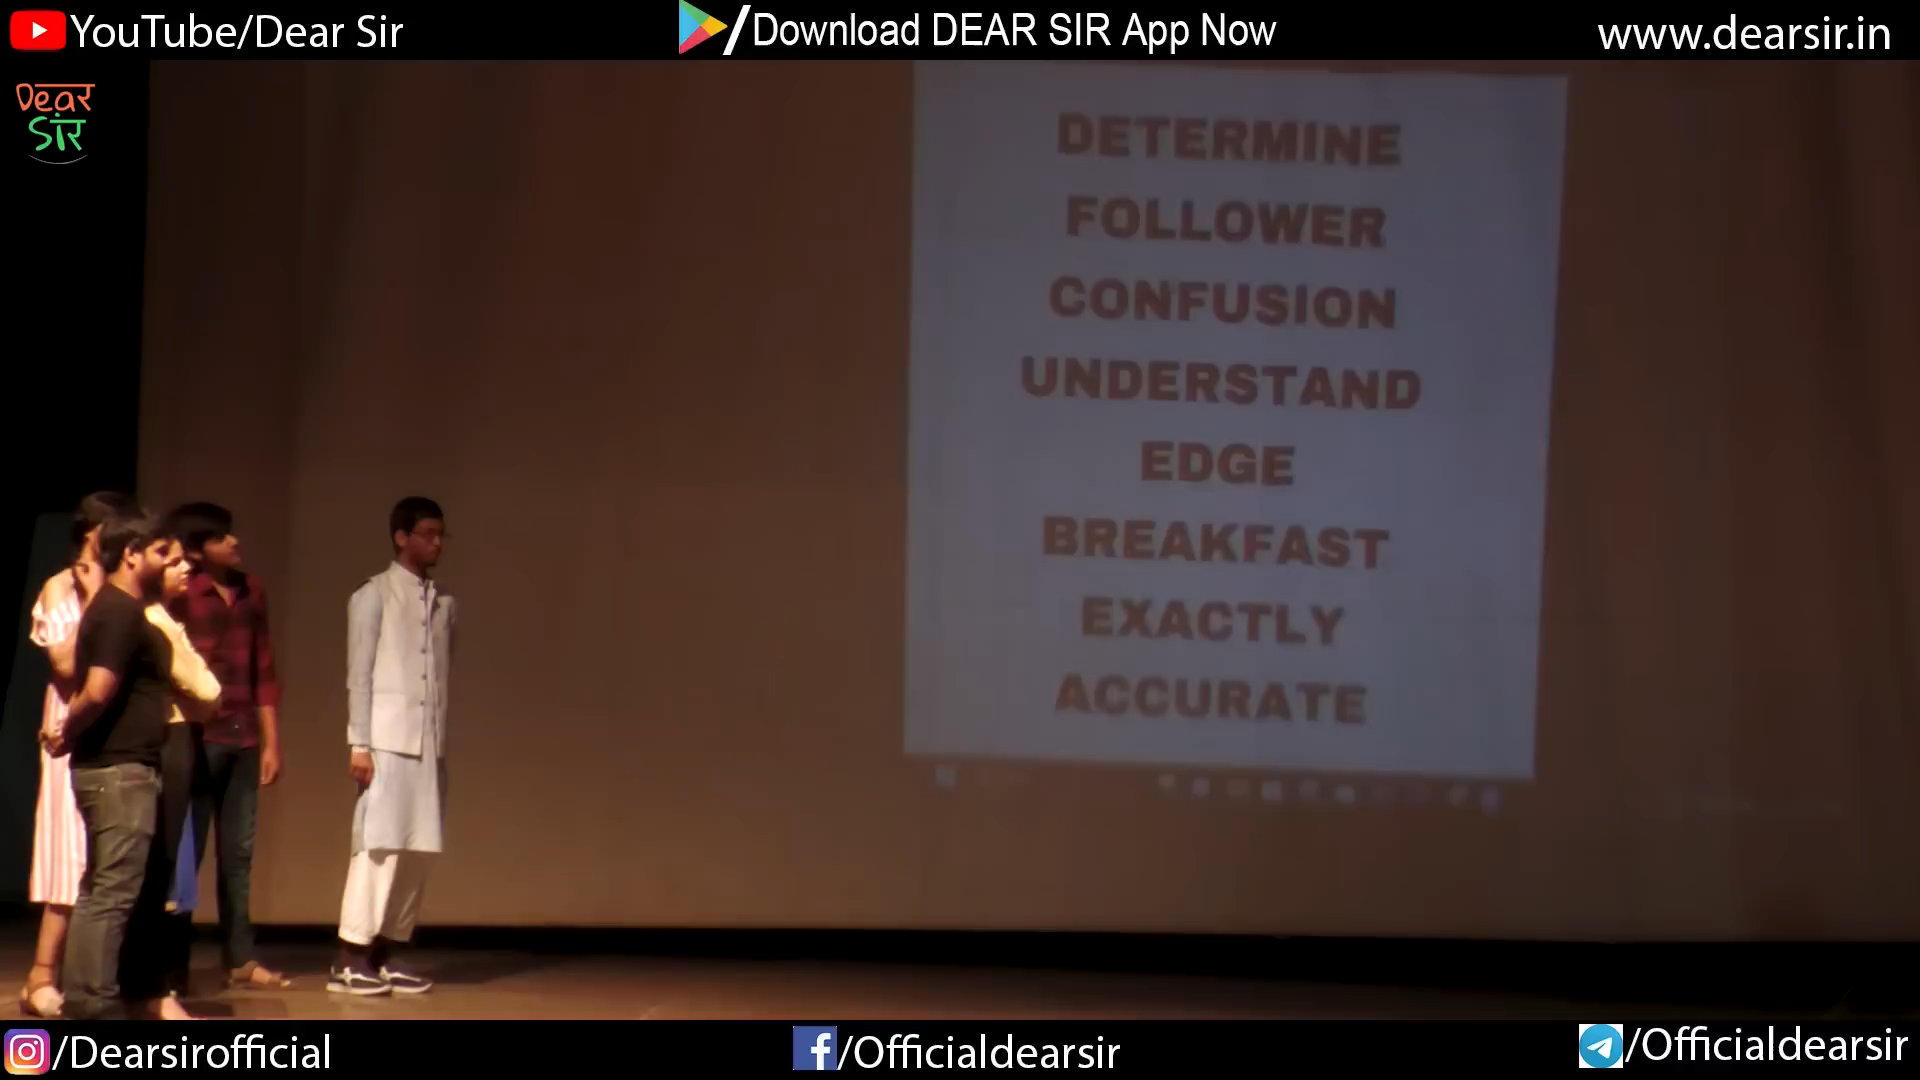 YouTube/Dear Sir
/Download DEAR SIR App Now
www.dearsir.in
Dear
Sir
DETERMINE
FOLLOWER
CONFUSION
UNDERSTAND
EDGE
BREAKFAST
EXACTLY
ACCURATE
/Dearsirofficial
/Officialdearsir
/Officialdearsir